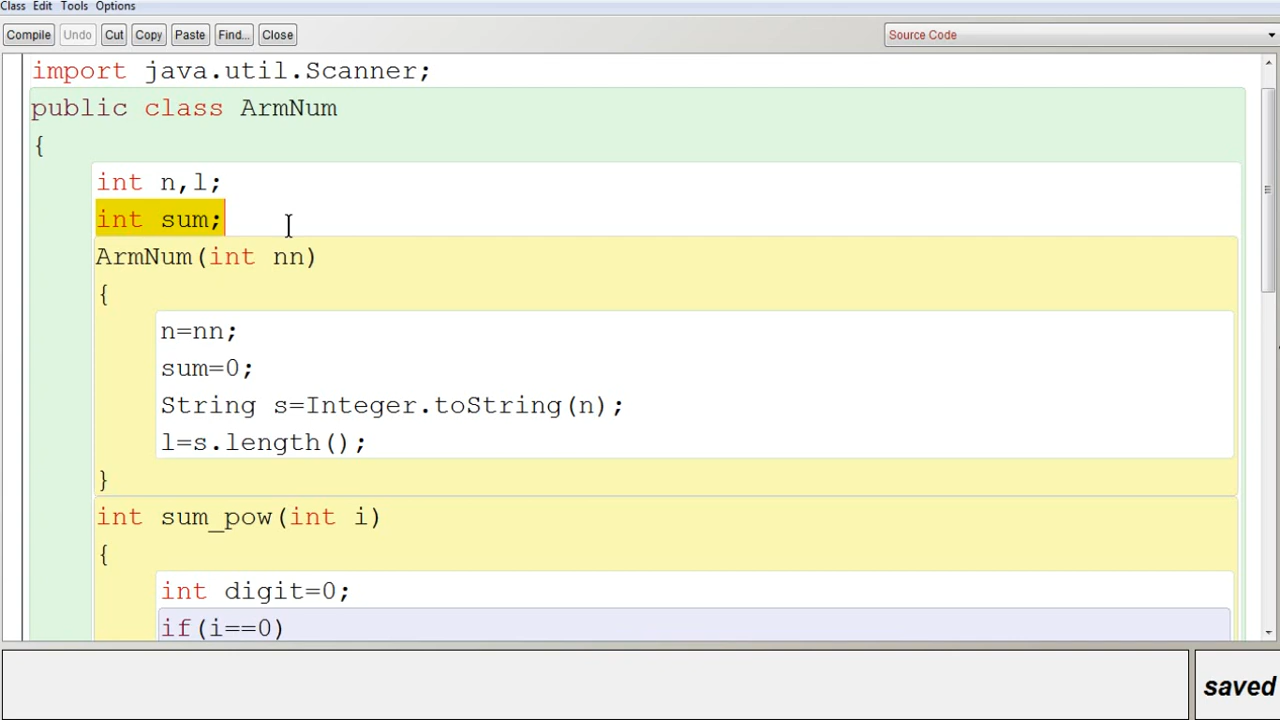 Class Edit Tools Options
Compile Undo Cut Copy Paste Find... Close Source Code
import java.util.Scanner;
public class ArmNum
{
int n,l;
int sum;
ArmNum(int nn)
{
n=nn;
sum=0;
String s=Integer.toString(n);
l=s.length();
}
int sum_pow(int i)
{
int digit=0;
if(i==0)
saved